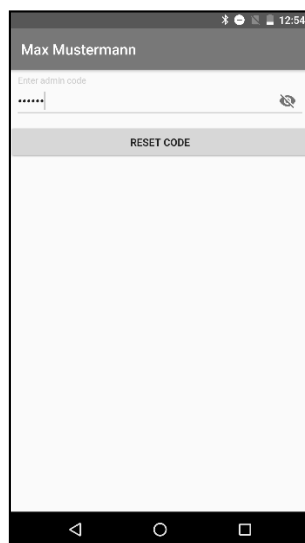 12:54
Max Mustermann
Enter admin code
••••••
RESET CODE